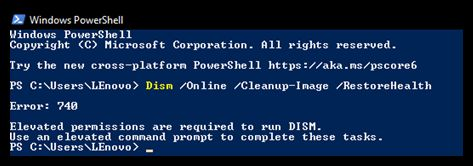 Windows PowerShell
Windows PowerShell
Copyright (C) Microsoft Corporation. All rights reserved.
Try the new cross-platform PowerShell https://aka.ms/pscore6
PS C:\Users\LEnovo> Dism /Online /Cleanup-Image /RestoreHealth
Error: 740
Elevated permissions are required to run DISM.
Use an elevated command prompt to complete these tasks.
PS C:\Users\LEnovo> _